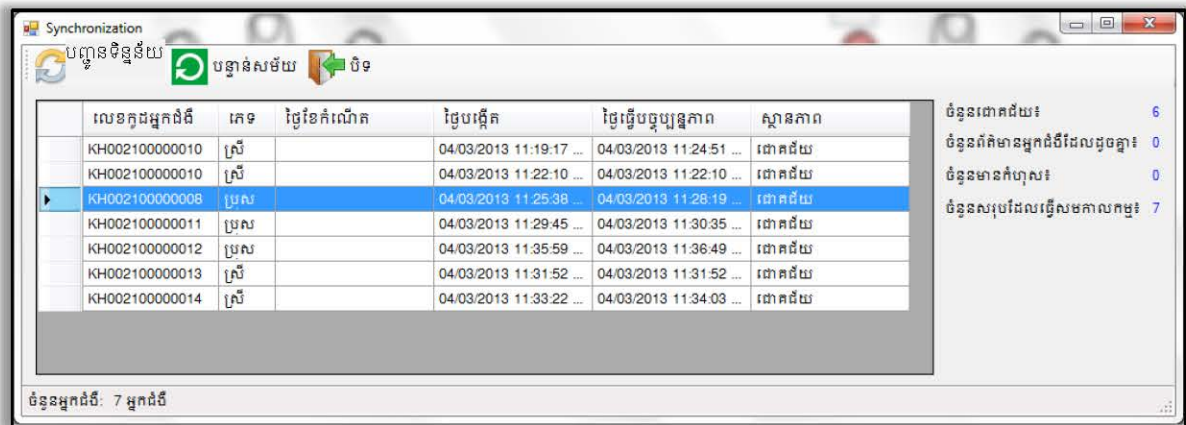 Synchronization
បញ្ជូនទិន្នន័យ បន្ទាន់សម័យ បិទ
លេខកូដអ្នកជំងឺ ភេទ ថ្ងៃខែកំណើត ថ្ងៃបង្កើត ថ្ងៃធ្វើបច្ចុប្បន្នភាព ស្ថានភាព
KH002100000010 ស្រី 04/03/2013 11:19:17 ... 04/03/2013 11:24:51 ... ជោគជ័យ
KH002100000010 ស្រី 04/03/2013 11:22:10 ... 04/03/2013 11:22:10 ... ជោគជ័យ
KH002100000008 ប្រុស 04/03/2013 11:25:38 ... 04/03/2013 11:28:19 ... ជោគជ័យ
KH002100000011 ប្រុស 04/03/2013 11:29:45 ... 04/03/2013 11:30:35 ... ជោគជ័យ
KH002100000012 ប្រុស 04/03/2013 11:35:59 ... 04/03/2013 11:36:49 ... ជោគជ័យ
KH002100000013 ស្រី 04/03/2013 11:31:52 ... 04/03/2013 11:31:52 ... ជោគជ័យ
KH002100000014 ស្រី 04/03/2013 11:33:22 ... 04/03/2013 11:34:03 ... ជោគជ័យ
ចំនួនជោគជ័យ៖ 6
ចំនួនព័ត៌មានអ្នកជំងឺដែលដូចគ្នា៖ 0
ចំនួនមានកំហុស៖ 0
ចំនួនសរុបដែលធ្វើសមកាលកម្ម៖ 7
ចំនួនអ្នកជំងឺ: 7 អ្នកជំងឺ